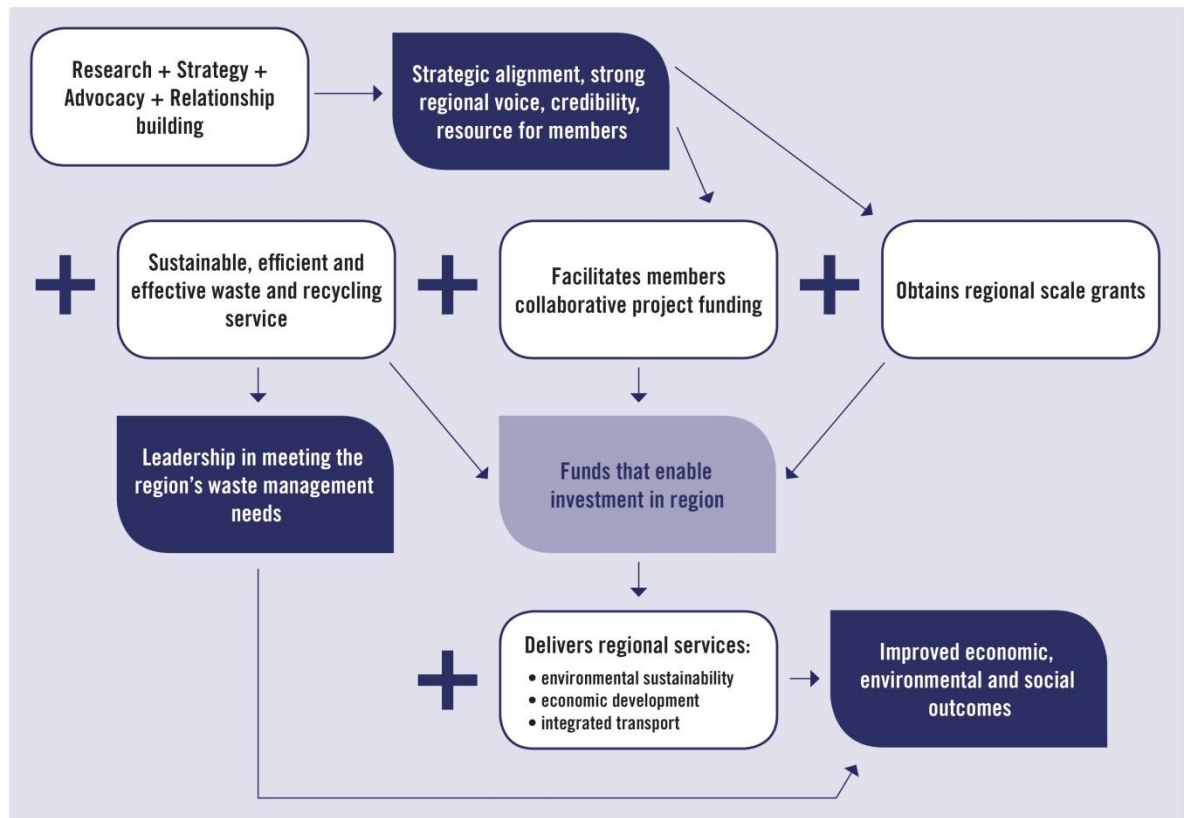 Research + Strategy +
Advocacy + Relationship
building
Strategic alignment, strong
regional voice, credibility,
resource for members
+
Sustainable, efficient and
effective waste and recycling
service
+
Facilitates members
collaborative project funding
+
Obtains regional scale grants
Leadership in meeting the
region’s waste management
needs
Funds that enable
investment in region
+
Delivers regional services:
• environmental sustainability
• economic development
• integrated transport
Improved economic,
environmental and social
outcomes